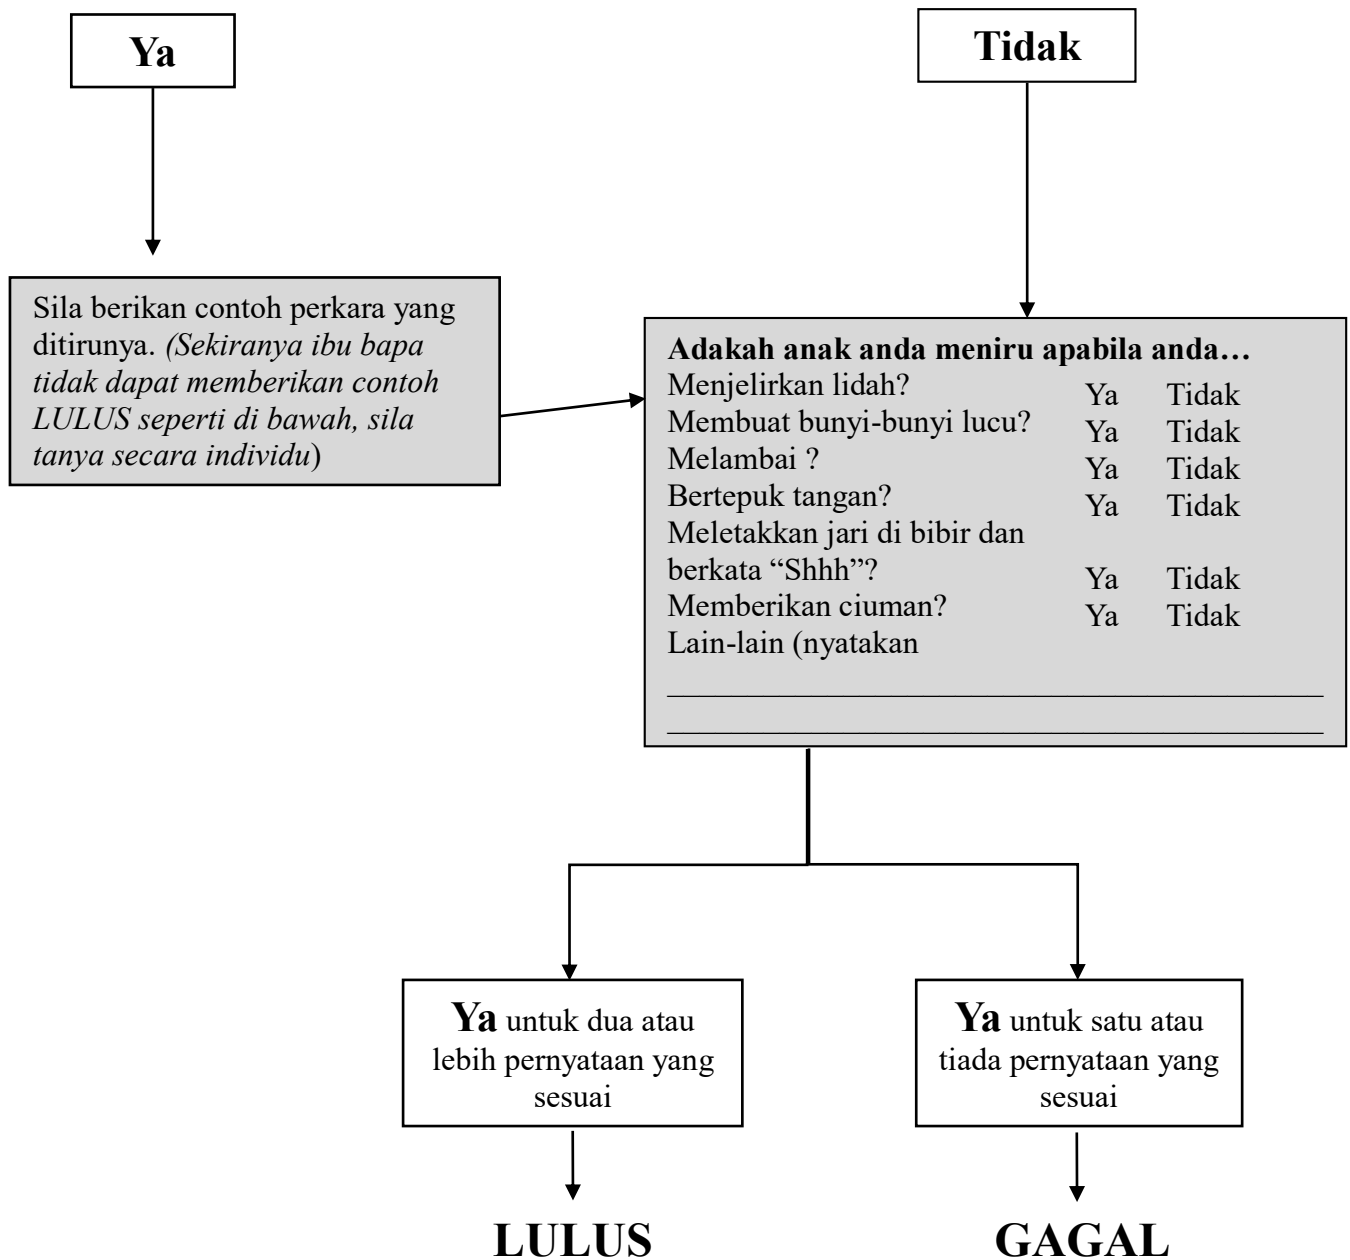 Ya
Tidak
Sila berikan contoh perkara yang
ditirunya. (Sekiranya ibu bapa
tidak dapat memberikan contoh
LULUS seperti di bawah, sila
tanya secara individu)
Adakah anak anda meniru apabila anda…
Menjelirkan lidah? Ya Tidak
Membuat bunyi-bunyi lucu? Ya Tidak
Melambai ? Ya Tidak
Bertepuk tangan? Ya Tidak
Meletakkan jari di bibir dan
berkata “Shhh”? Ya Tidak
Memberikan ciuman? Ya Tidak
Lain-lain (nyatakan
Ya untuk dua atau
lebih pernyataan yang
sesuai
Ya untuk satu atau
tiada pernyataan yang
sesuai
LULUS
GAGAL